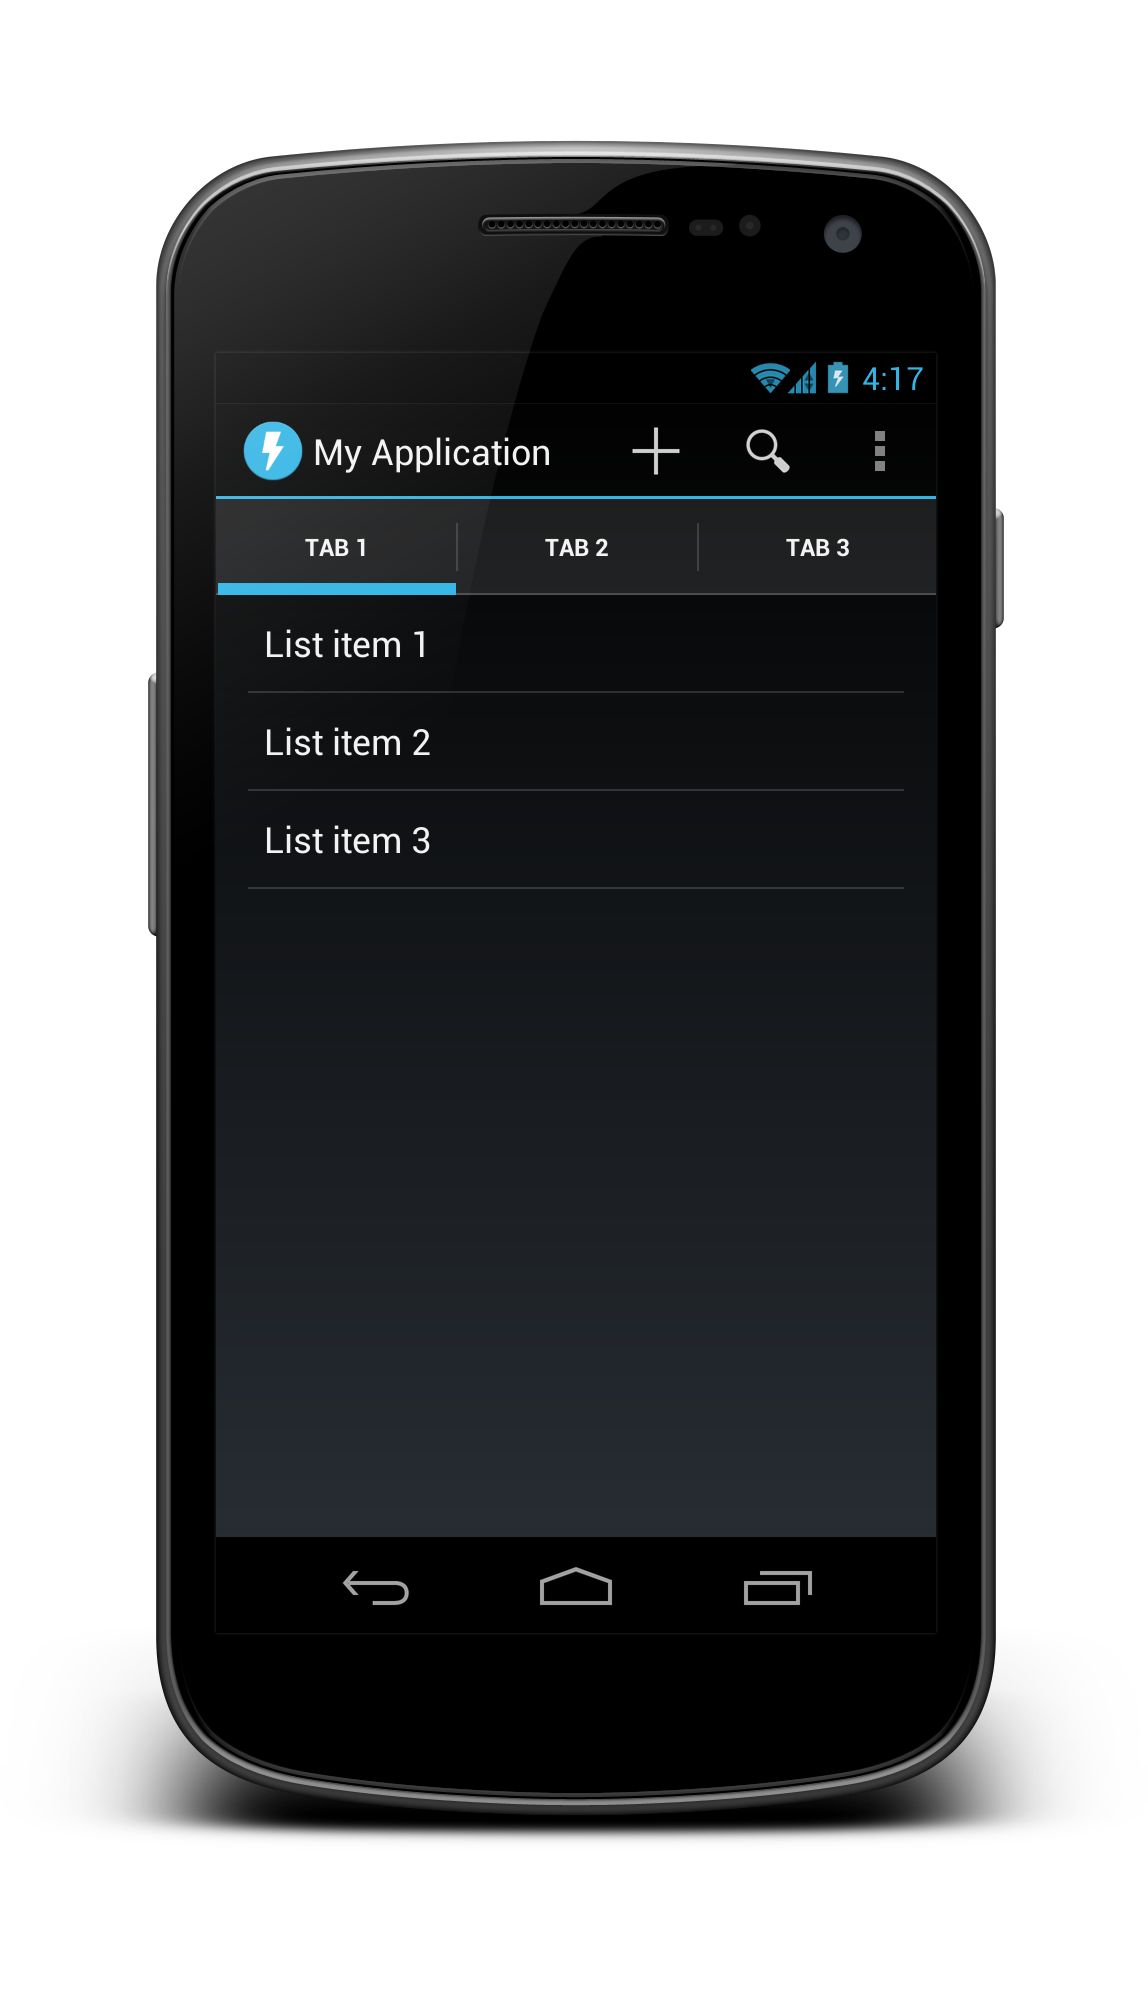 4:17
My Application
TAB 1 TAB 2 TAB 3
List item 1
List item 2
List item 3